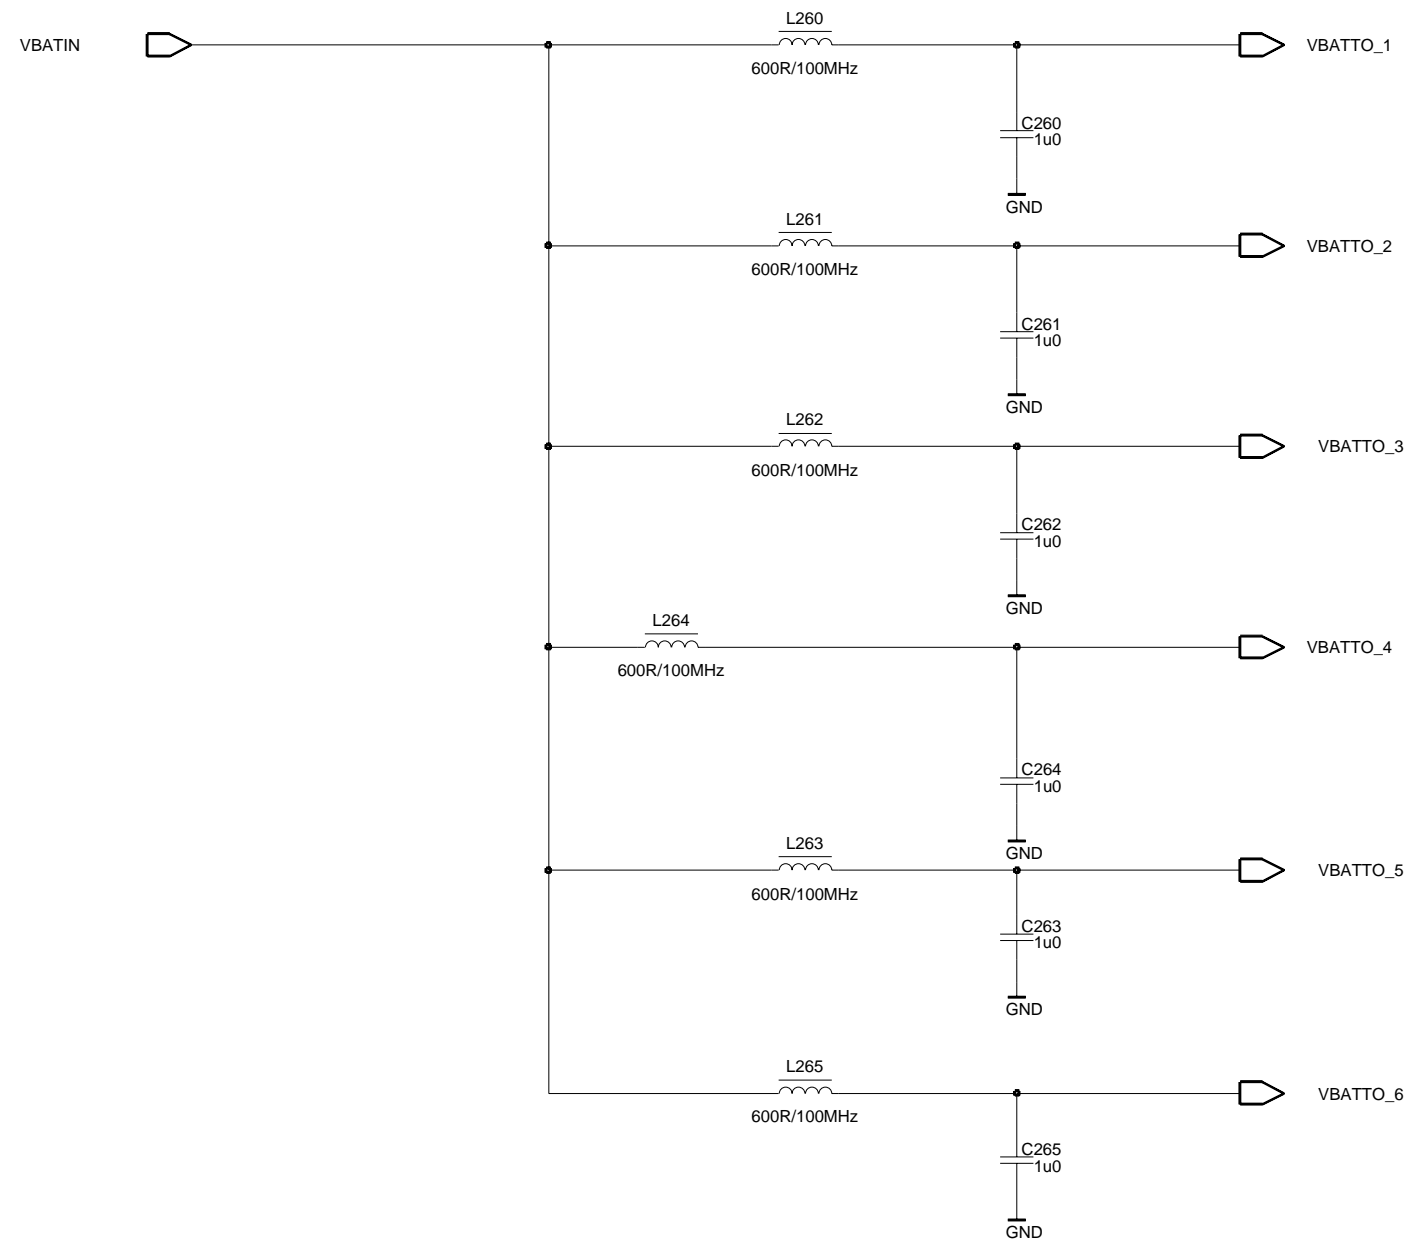 L260
VBATIN
VBATTO_1
600R/100MHz
C260
1u0
GND
L261
VBATTO_2
600R/100MHz
C261
1u0
GND
L262
VBATTO_3
600R/100MHz
C262
1u0
GND
L264
VBATTO_4
600R/100MHz
C264
1u0
GND
L263
VBATTO_5
600R/100MHz
C263
1u0
GND
L265
VBATTO_6
600R/100MHz
C265
1u0
GND